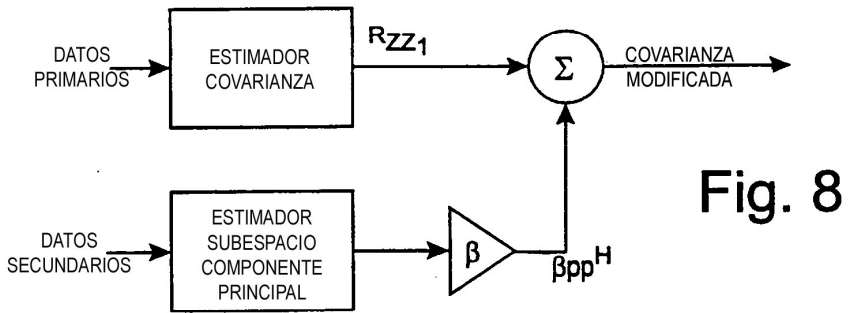 DATOS
PRIMARIOS
ESTIMADOR
COVARIANZA
RZZ1
Σ
COVARIANZA
MODIFICADA
Fig. 8
DATOS
SECUNDARIOS
ESTIMADOR
SUBESPACIO
COMPONENTE
PRINCIPAL
β
βppH